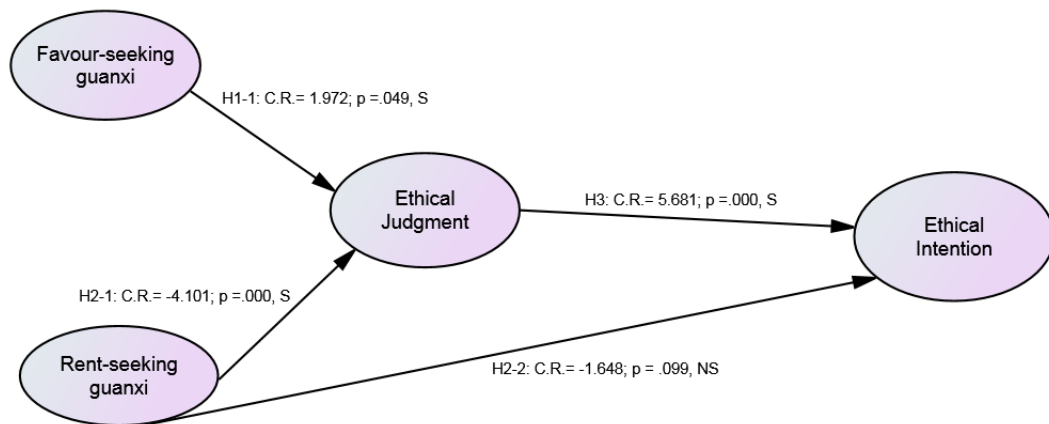 Favour-seeking
guanxi
H1-1: C.R.= 1.972; p =.049, S
Ethical
Judgment
H3: C.R.= 5.681; p =.000, S
Ethical
Intention
H2-1: C.R.= -4.101; p =.000, S
Rent-seeking
guanxi
H2-2: C.R.= -1.648; p = .099, NS